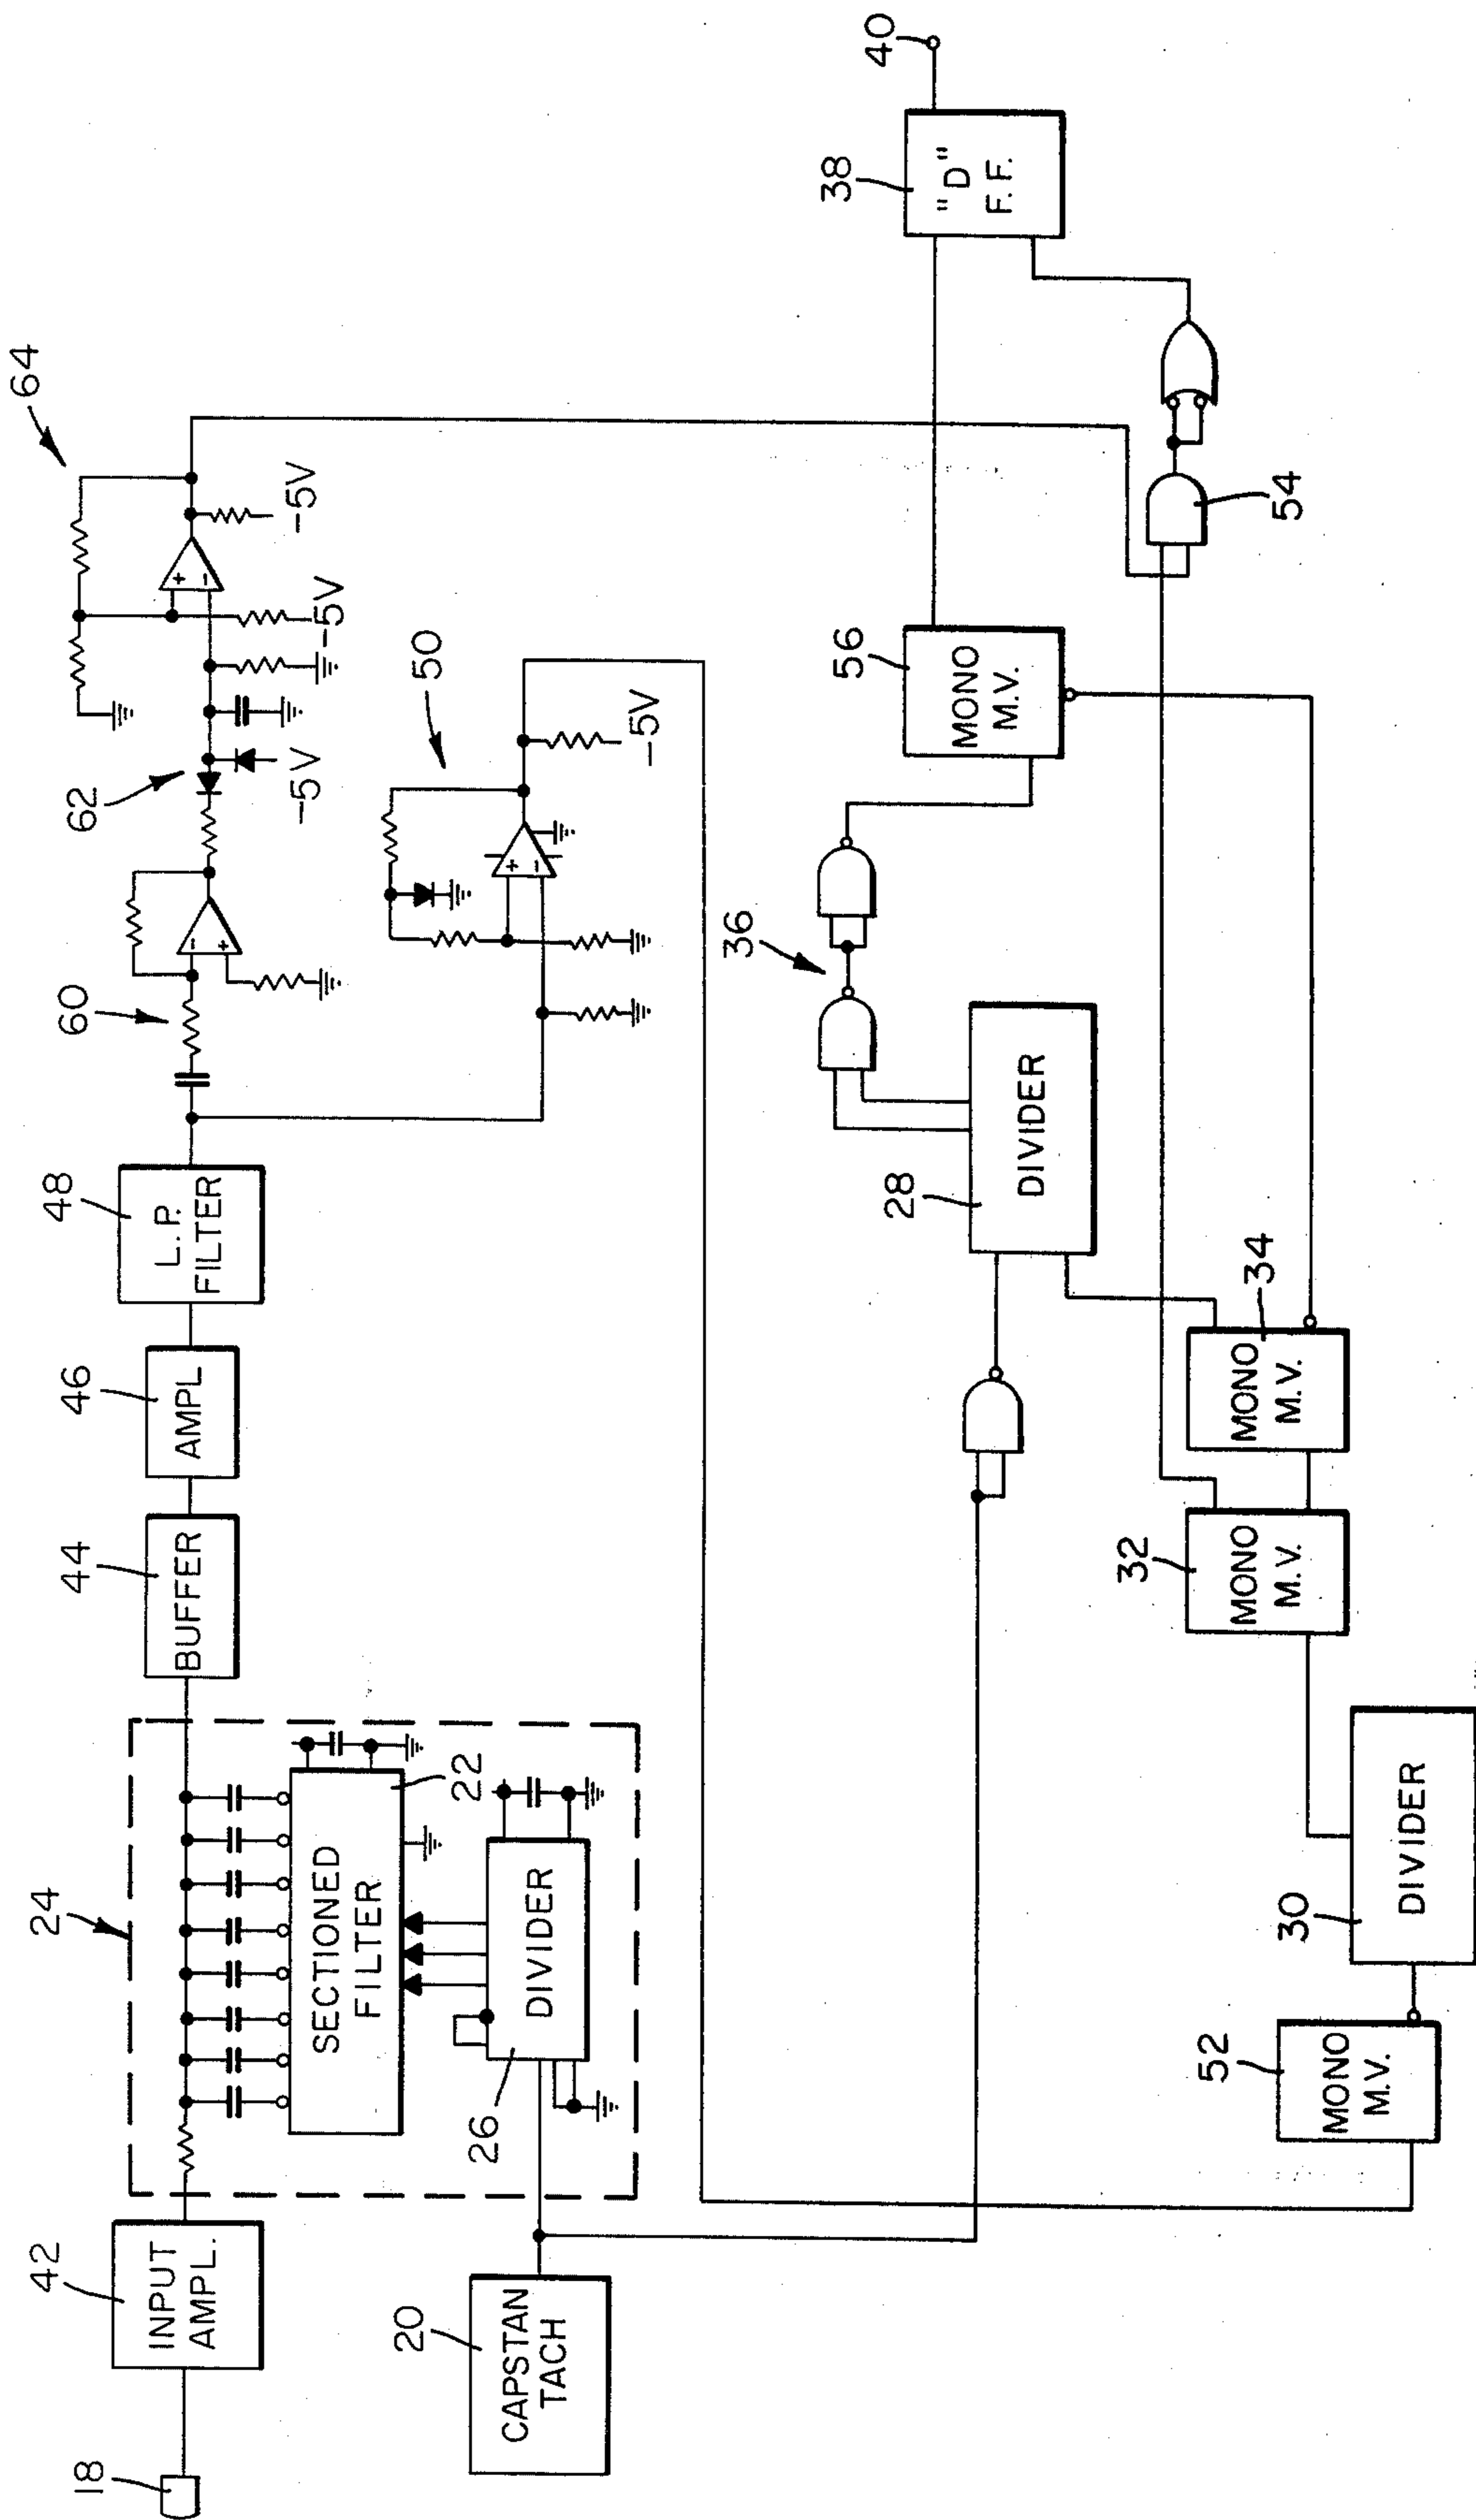 18
42
INPUT
AMPL.
24
SECTIONED
FILTER
22
DIVIDER
26
20
CAPSTAN
TACH
44
BUFFER
46
AMPL
48
L.P.
FILTER
60
-
+
62
-5V
64
+
-
-5V
-5V
50
+
-
-5V
52
MONO
M.V.
30
DIVIDER
32
MONO
M.V.
34
MONO
M.V.
28
DIVIDER
36
56
MONO
M.V.
54
38
"D"
F.F.
40